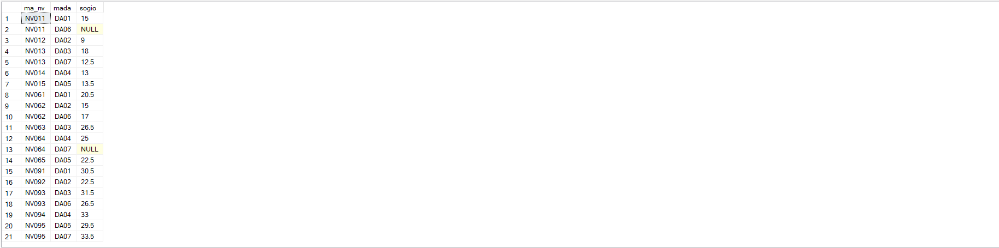 ma_nv mada sogio
1 NV011 DA01 15
2 NV011 DA06 NULL
3 NV012 DA02 9
4 NV013 DA03 18
5 NV013 DA07 12.5
6 NV014 DA04 13
7 NV015 DA05 13.5
8 NV061 DA01 20.5
9 NV062 DA02 15
10 NV062 DA06 17
11 NV063 DA03 26.5
12 NV064 DA04 25
13 NV064 DA07 NULL
14 NV065 DA05 22.5
15 NV091 DA01 30.5
16 NV092 DA02 22.5
17 NV093 DA03 31.5
18 NV093 DA06 26.5
19 NV094 DA04 33
20 NV095 DA05 29.5
21 NV095 DA07 33.5